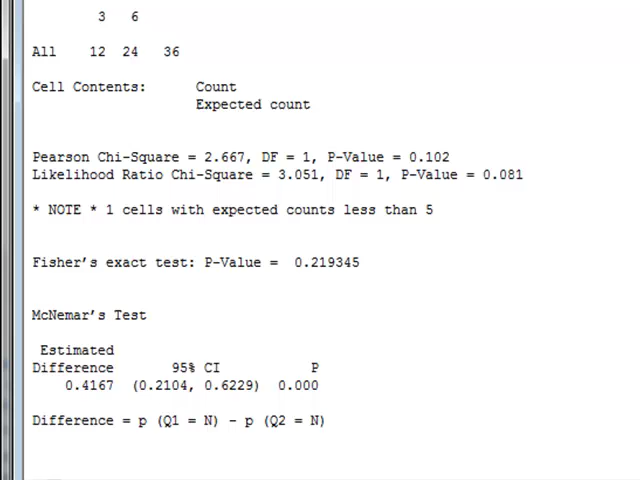 3 6
All 12 24 36
Cell Contents: Count
Expected count
Pearson Chi-Square = 2.667, DF = 1, P-Value = 0.102
Likelihood Ratio Chi-Square = 3.051, DF = 1, P-Value = 0.081
* NOTE * 1 cells with expected counts less than 5
Fisher's exact test: P-Value = 0.219345
McNemar's Test
Estimated
Difference 95% CI P
0.4167 (0.2104, 0.6229) 0.000
Difference = p (Q1 = N) - p (Q2 = N)